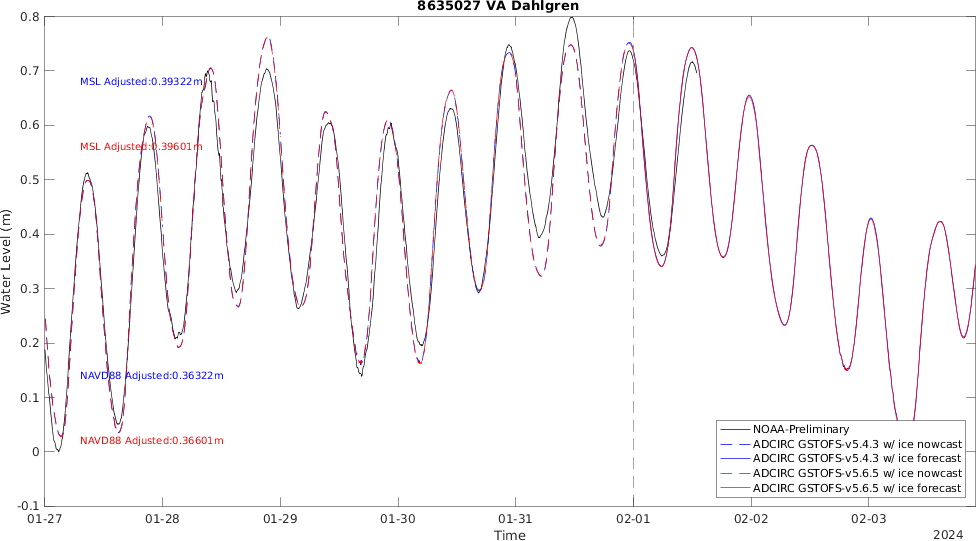 8635027 VA Dahlgren
0.8
0.7
0.6
0.5
0.4
0.3
0.2
0.1
0
-0.1
Water Level (m)
MSL Adjusted:0.39322m
MSL Adjusted:0.39601m
NAVD88 Adjusted:0.36322m
NAVD88 Adjusted:0.36601m
NOAA-Preliminary
ADCIRC GSTOFS-v5.4.3 w/ ice nowcast
ADCIRC GSTOFS-v5.4.3 w/ ice forecast
ADCIRC GSTOFS-v5.6.5 w/ ice nowcast
ADCIRC GSTOFS-v5.6.5 w/ ice forecast
01-27 01-28 01-29 01-30 01-31 02-01 02-02 02-03
Time
2024